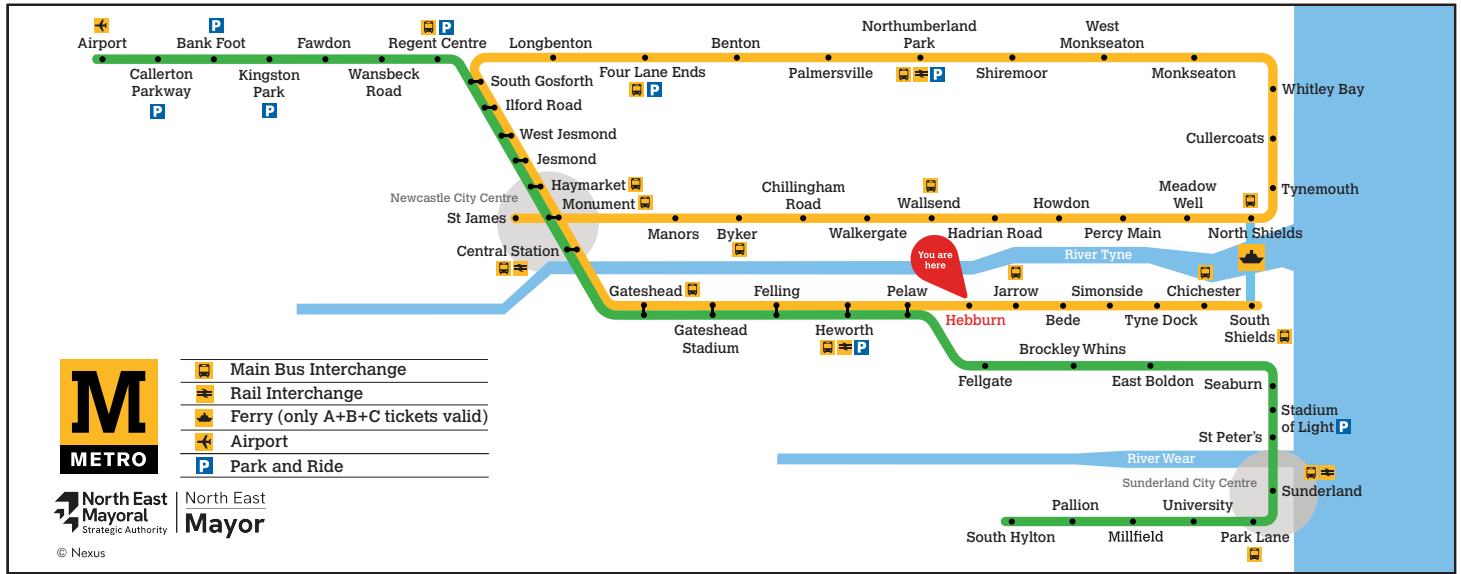 Airport
Callerton
Parkway
Bank Foot
Kingston
Park
Fawdon
Wansbeck
Road
Regent Centre
Longbenton
Four Lane Ends
Benton
Palmersville
Northumberland
Park
Shiremoor
West
Monkseaton
Monkseaton
Whitley Bay
Cullercoats
Tynemouth
South Gosforth
Ilford Road
West Jesmond
Jesmond
Haymarket
Newcastle City Centre
Monument
St James
Central Station
Manors
Byker
Chillingham
Road
Walkergate
Wallsend
Hadrian Road
Howdon
Percy Main
Meadow
Well
North Shields
River Tyne
You are
here
Gateshead
Gateshead
Stadium
Felling
Heworth
Pelaw
Hebburn
Jarrow
Bede
Simonside
Tyne Dock
Chichester
South
Shields
Fellgate
Brockley Whins
East Boldon
Seaburn
Stadium
of Light
St Peter's
River Wear
Sunderland City Centre
Sunderland
Park Lane
University
Millfield
Pallion
South Hylton
M
METRO
Main Bus Interchange
Rail Interchange
Ferry (only A+B+C tickets valid)
Airport
P Park and Ride
North East
Mayoral
Strategic Authority
North East
Mayor
© Nexus